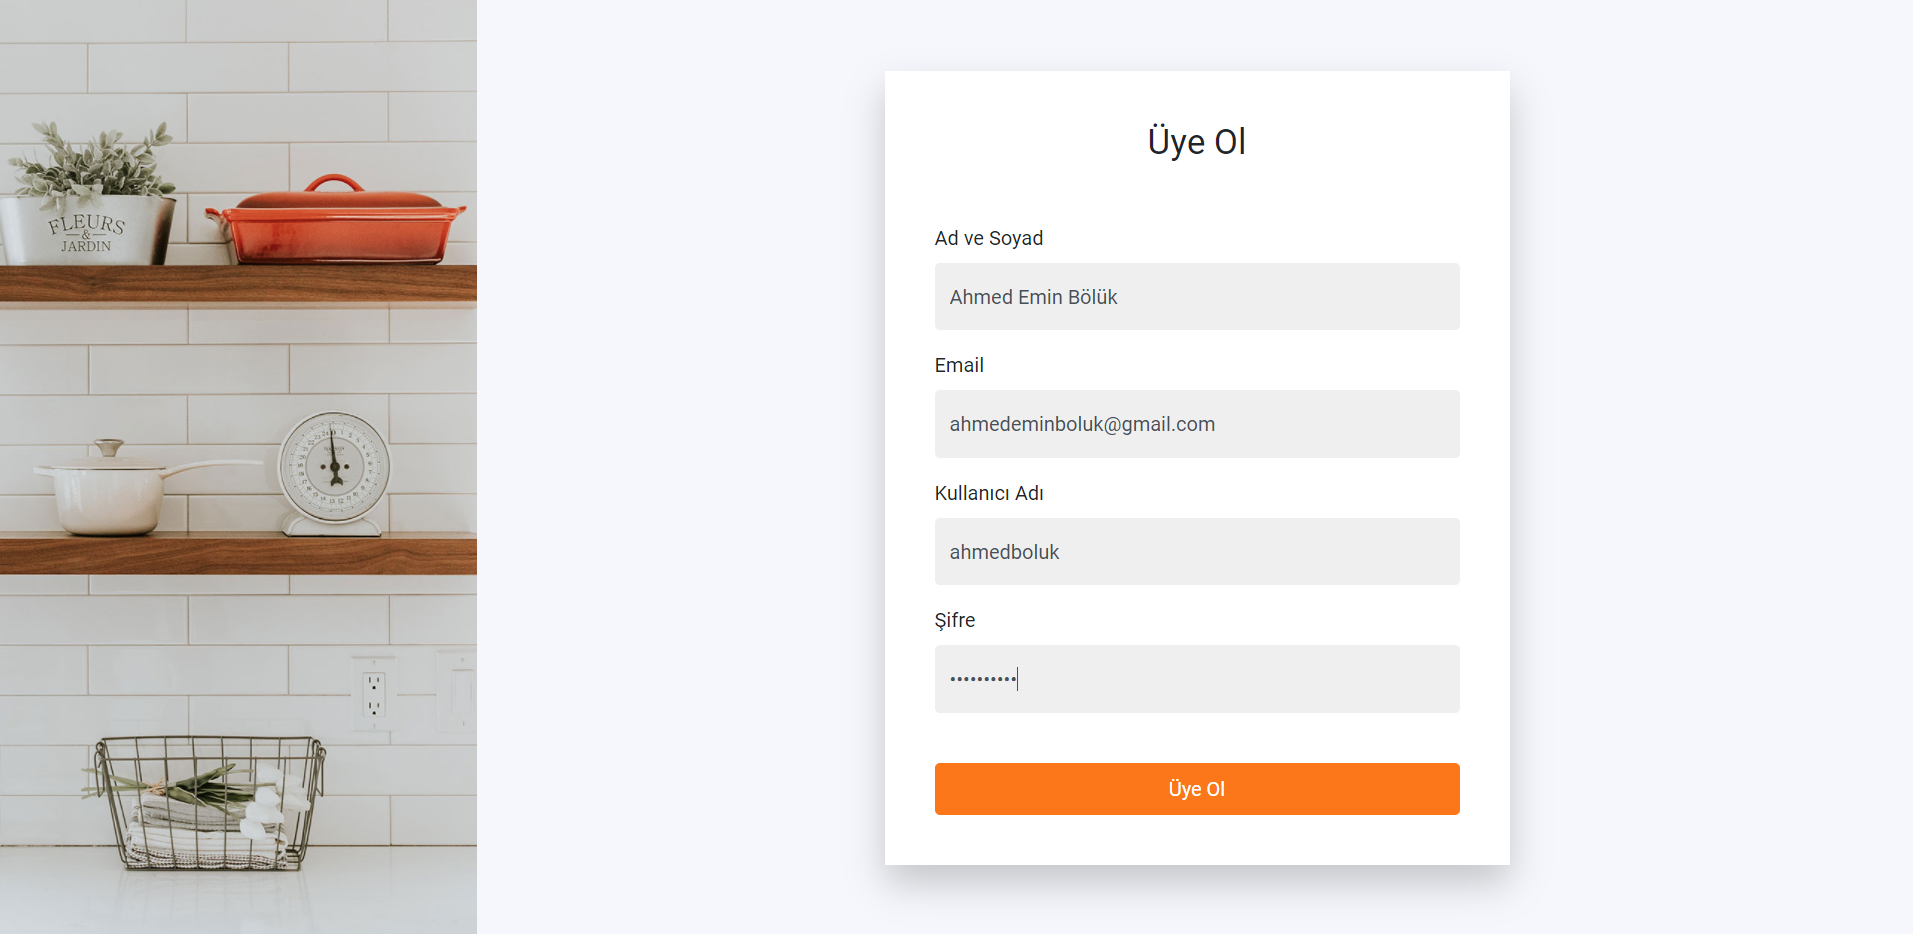 FLEURS
&
JARDIN
Üye Ol
Ad ve Soyad
Ahmed Emin Bölük
Email
ahmedeminboluk@gmail.com
Kullanıcı Adı
ahmedboluk
Şifre
••••••••••
Üye Ol